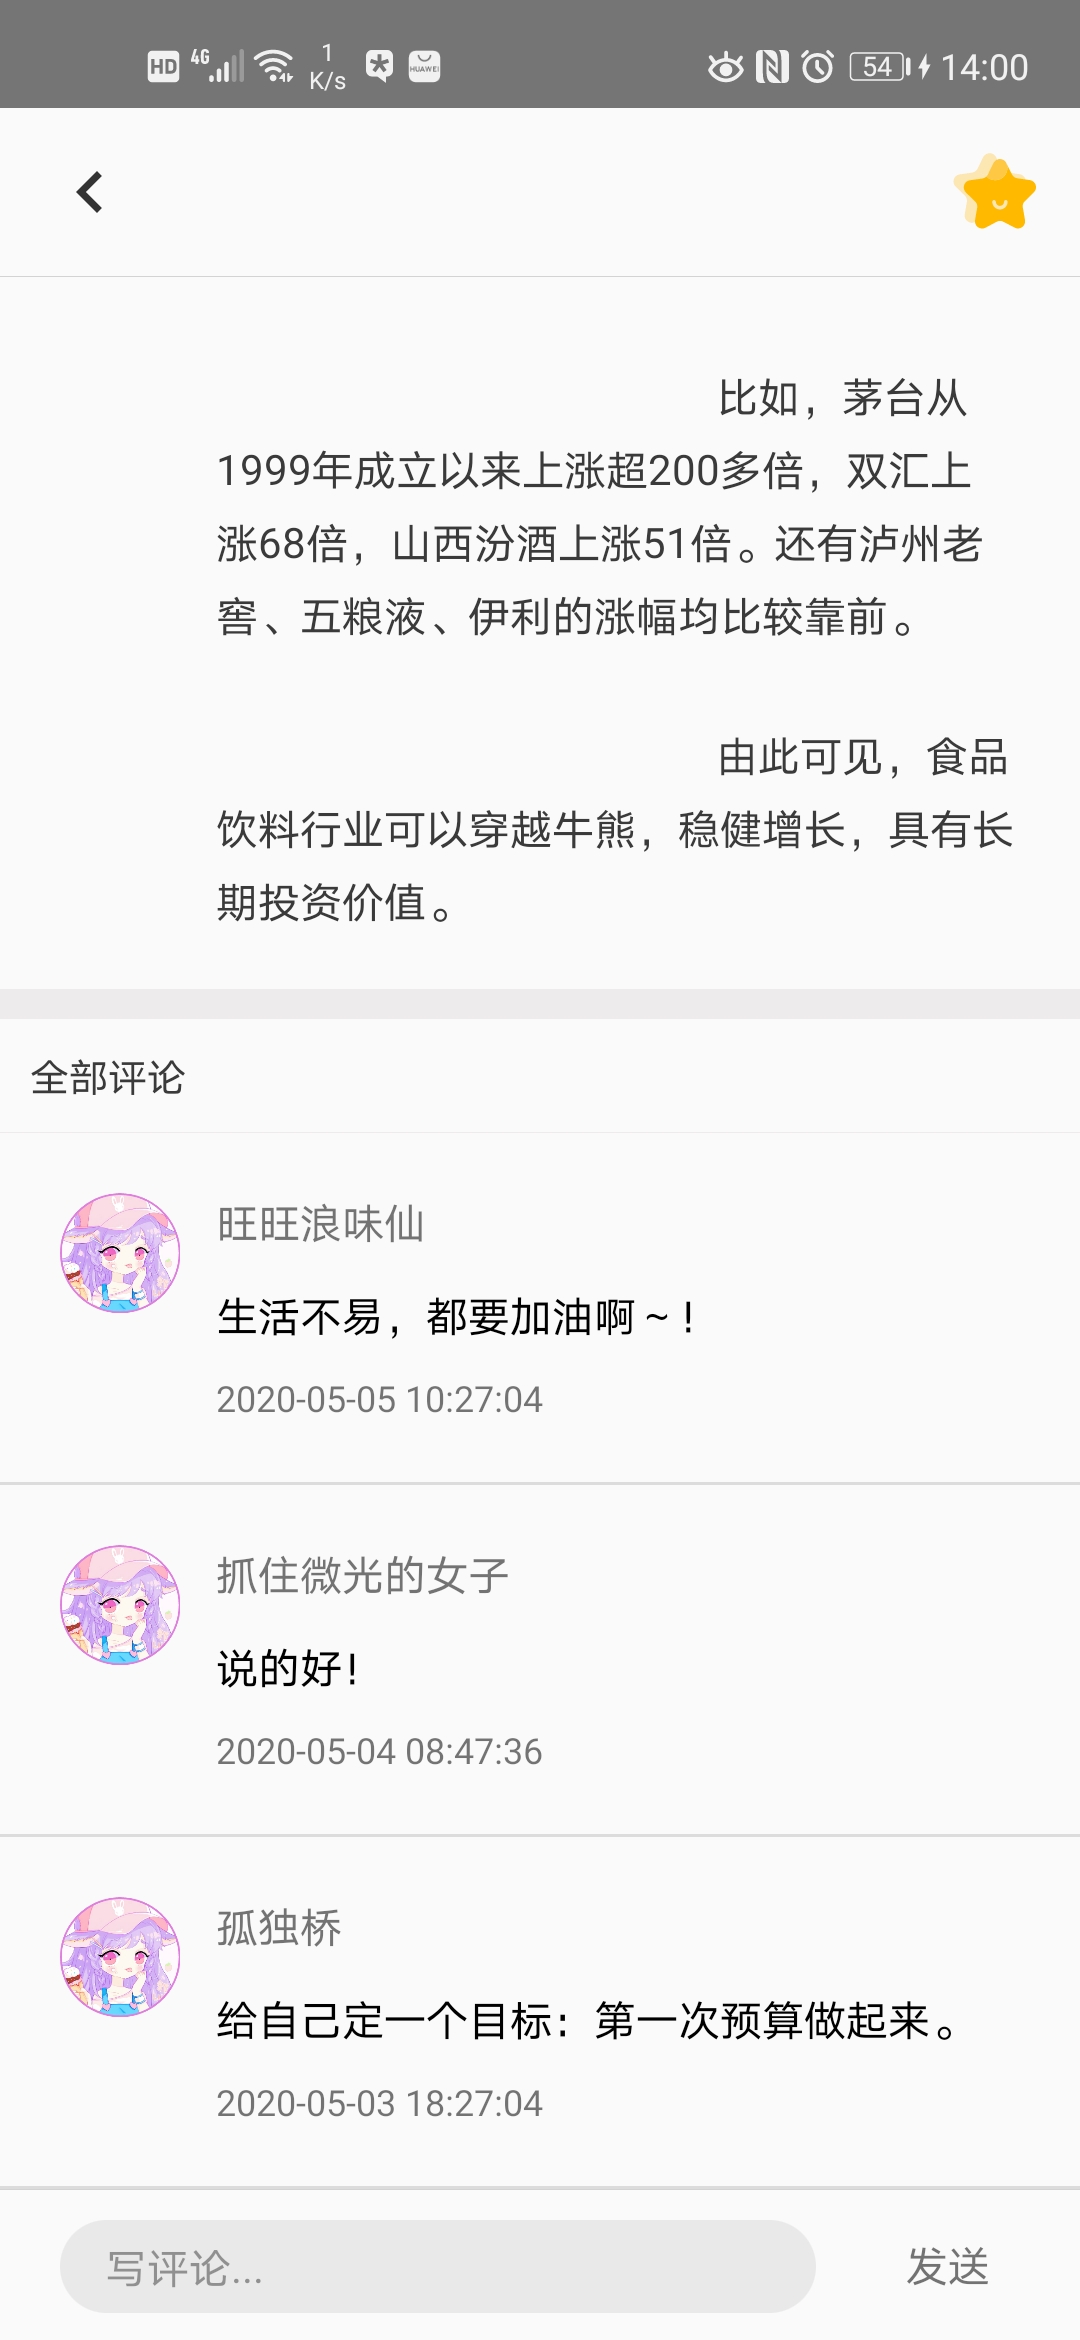 HD 4G 1 K/s HUAWEI 54 14:00
比如，茅台从
1999年成立以来上涨超200多倍，双汇上
涨68倍，山西汾酒上涨51倍。还有泸州老
窖、五粮液、伊利的涨幅均比较靠前。
由此可见，食品
饮料行业可以穿越牛熊，稳健增长，具有长
期投资价值。
全部评论
旺旺浪味仙
生活不易，都要加油啊~！
2020-05-05 10:27:04
抓住微光的女子
说的好！
2020-05-04 08:47:36
孤独桥
给自己定一个目标：第一次预算做起来。
2020-05-03 18:27:04
写评论... 发送